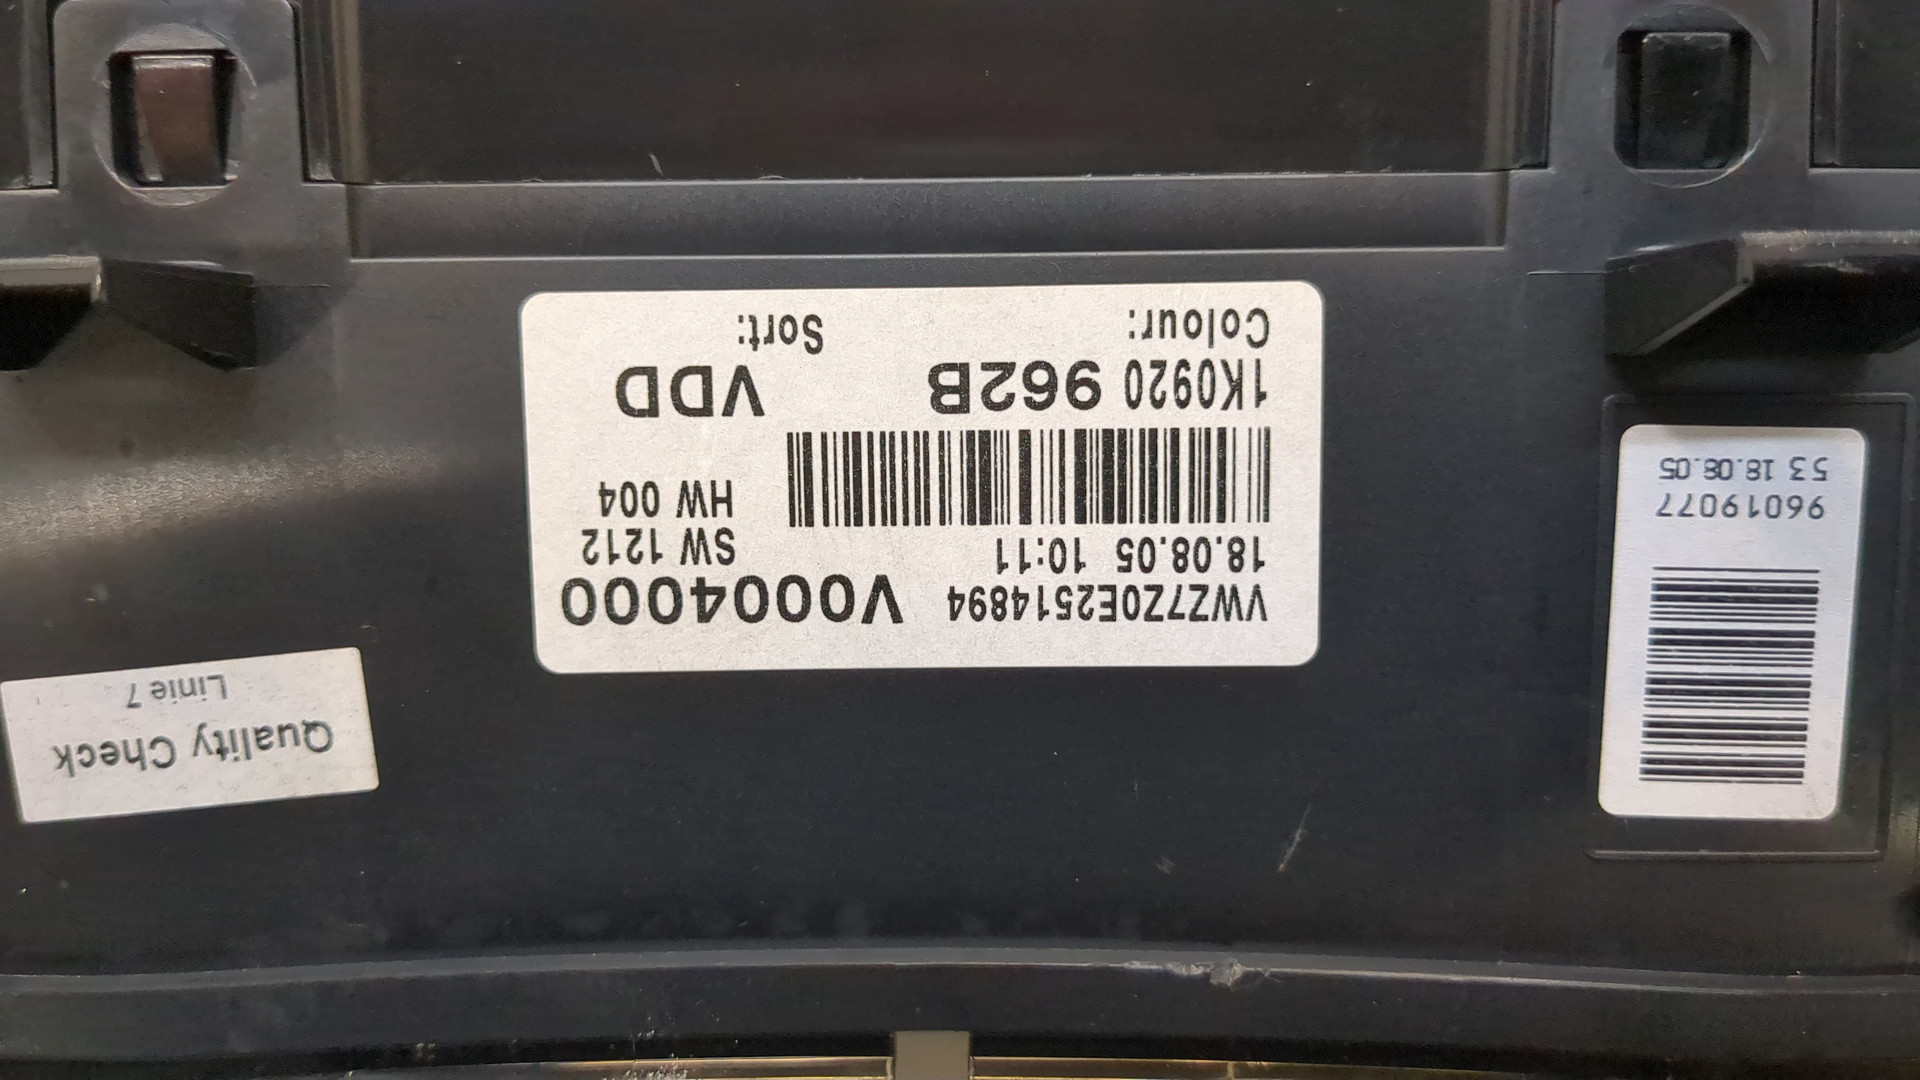 VWZ7Z0E2514894 V0004000
18.08.05 10:11 SW 1212
HW 004
1K0920 962B VDD
Colour: Sort:
Quality Check
Linie 7
96019077
53 18.08.05